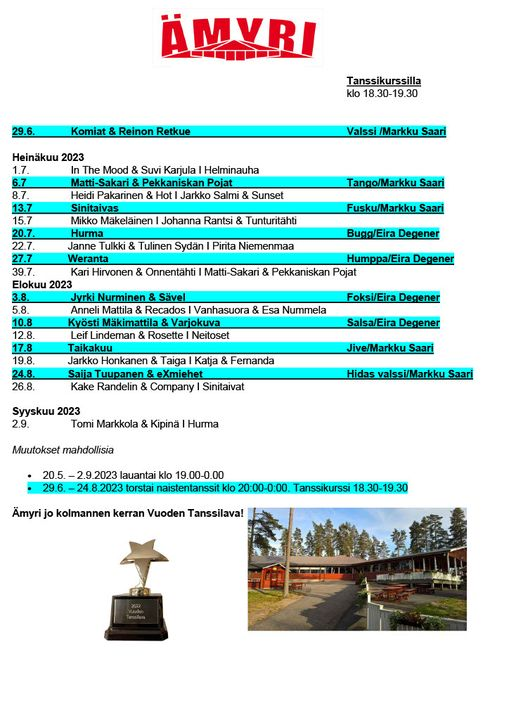 ÄMYRI
Tanssikurssilla
klo 18.30-19.30
29.6. Komiat & Reinon Retkue Valssi /Markku Saari
Heinäkuu 2023
1.7. In The Mood & Suvi Karjula I Helminauha
6.7 Matti-Sakari & Pekkaniskan Pojat Tango/Markku Saari
8.7. Heidi Pakarinen & Hot I Jarkko Salmi & Sunset
13.7 Sinitaivas Fusku/Markku Saari
15.7 Mikko Mäkeläinen I Johanna Rantsi & Tunturitähti
20.7. Hurma Bugg/Eira Degener
22.7. Janne Tulkki & Tulinen Sydän I Pirita Niemenmaa
27.7 Weranta Humppa/Eira Degener
39.7. Kari Hirvonen & Onnentähti I Matti-Sakari & Pekkaniskan Pojat
Elokuu 2023
3.8. Jyrki Nurminen & Sävel Foksi/Eira Degener
5.8. Anneli Mattila & Recados I Vanhasuora & Esa Nummela
10.8 Kyösti Mäkimattila & Varjokuva Salsa/Eira Degener
12.8. Leif Lindeman & Rosette I Neitoset
17.8 Taikakuu Jive/Markku Saari
19.8. Jarkko Honkanen & Taiga I Katja & Fernanda
24.8. Saija Tuupanen & eXmiehet Hidas valssi/Markku Saari
26.8. Kake Randelin & Company I Sinitaivat
Syyskuu 2023
2.9. Tomi Markkola & Kipinä I Hurma
Muutokset mahdollisia
• 20.5. – 2.9.2023 lauantai klo 19.00-0.00
• 29.6. – 24.8.2023 torstai naistentanssit klo 20:00-0:00. Tanssikurssi 18.30-19.30
Ämyri jo kolmannen kerran Vuoden Tanssilava!
2022
Vuoden
Tanssilava